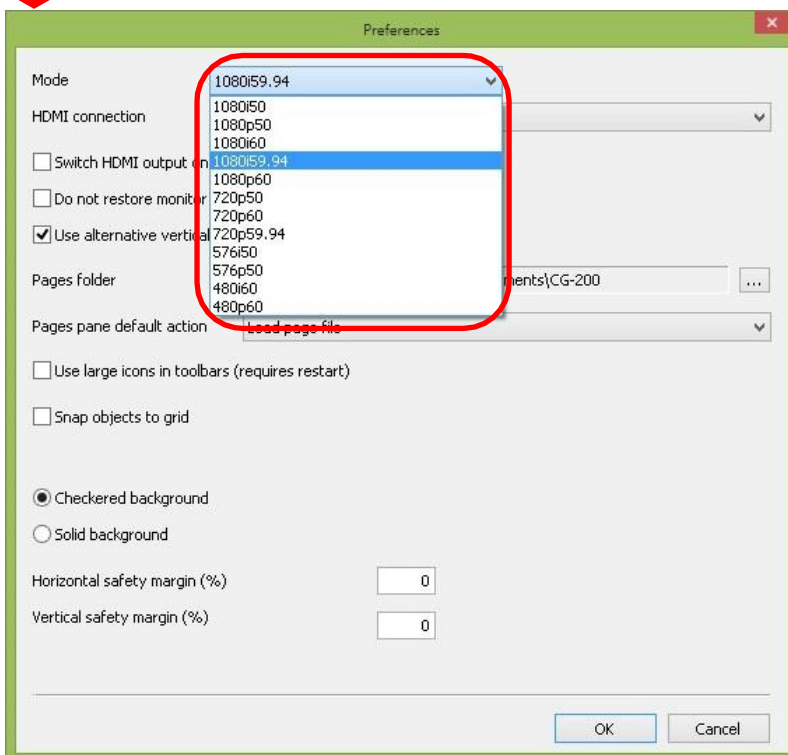 Preferences
Mode
1080i59.94
HDMI connection
1080i50
1080p50
1080i60
Switch HDMI output on
1080i59.94
1080p60
Do not restore monitor
720p50
720p60
Use alternative vertical
720p59.94
576i50
576p50
Pages folder
ments\CG-200
...
480i60
480p60
Pages pane default action
Load page file
Use large icons in toolbars (requires restart)
Snap objects to grid
Checkered background
Solid background
Horizontal safety margin (%)
0
Vertical safety margin (%)
0
OK
Cancel